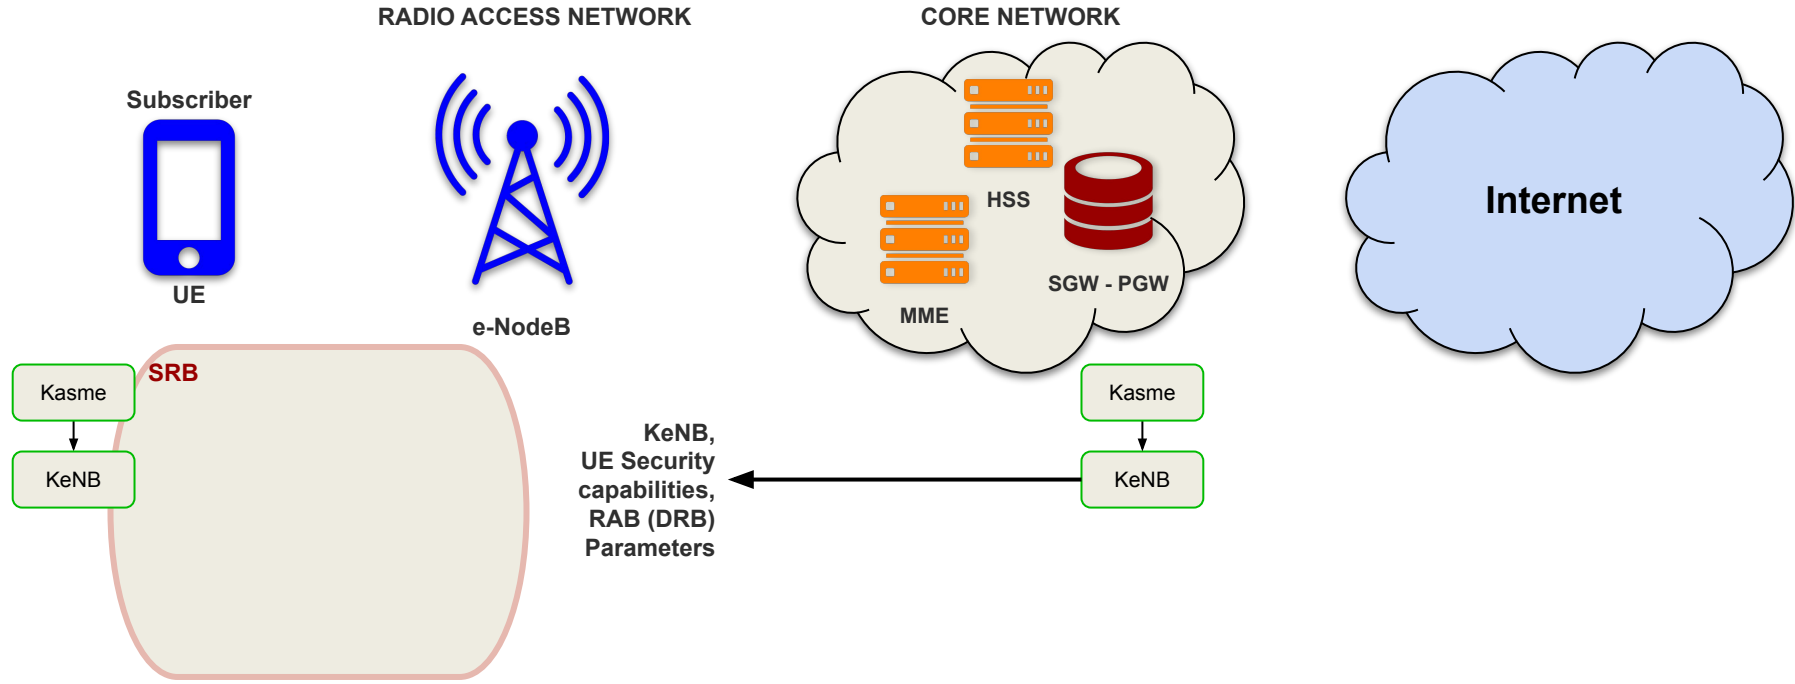 RADIO ACCESS NETWORK
CORE NETWORK
Subscriber
UE
e-NodeB
HSS
MME
SGW - PGW
Internet
SRB
Kasme
KeNB
KeNB,
UE Security
capabilities,
RAB (DRB)
Parameters
Kasme
KeNB